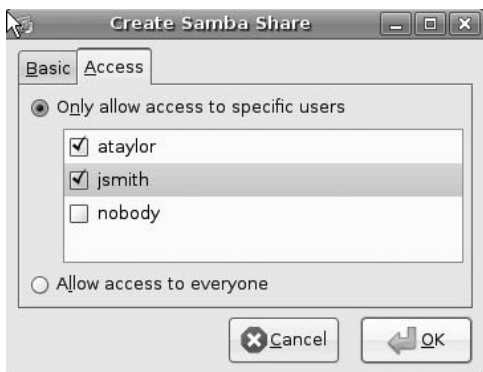 Create Samba Share
Basic Access
Only allow access to specific users
ataylor
jsmith
nobody
Allow access to everyone
Cancel OK